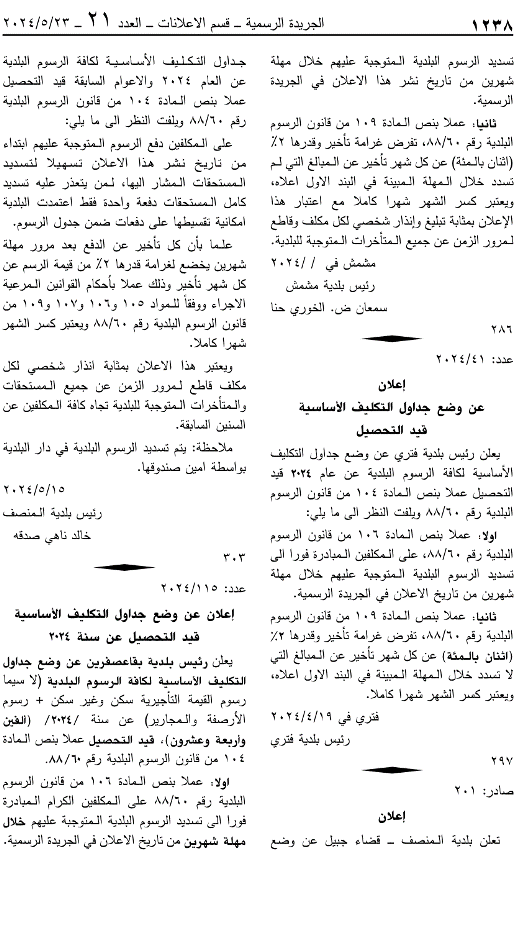 ١٢٣٨
الجريدة الرسمية ــ قسم الاعلانات ــ العدد ٢١ ــ ٢٠٢٤/٥/٢٣
تسديد الرسوم البلدية المتوجبة عليهم خلال مهلة
شهرين من تاريخ نشر هذا الاعلان في الجريدة
الرسمية.
ثانيا: عملا بنص المادة ١٠٩ من قانون الرسوم
البلدية رقم ٨٨/٦٠، تفرض غرامة تأخير وقدرها ٢٪
(اثنان بالمئة) عن كل شهر تأخير عن المبالغ التي لم
تسدد خلال المهلة المبينة في البند الاول اعلاه،
ويعتبر كسر الشهر شهرا كاملا مع اعتبار هذا
الإعلان بمثابة تبليغ وإنذار شخصي لكل مكلف وقاطع
لمرور الزمن عن جميع المتأخرات المتوجبة للبلدية.
مشمش في / /٢٠٢٤
رئيس بلدية مشمش
سمعان ض. الخوري حنا
٢٨٦
عدد: ٢٠٢٤/٤١
إعلان
عن وضع جداول التكليف الأساسية
قيد التحصيل
يعلن رئيس بلدية فتري عن وضع جداول التكليف
الأساسية لكافة الرسوم البلدية عن عام ٢٠٢٤ قيد
التحصيل عملا بنص المادة ١٠٤ من قانون الرسوم
البلدية رقم ٨٨/٦٠ ويلفت النظر الى ما يلي:
اولا: عملا بنص المادة ١٠٦ من قانون الرسوم
البلدية رقم ٨٨/٦٠، على المكلفين المبادرة فورا الى
تسديد الرسوم البلدية المتوجبة عليهم خلال مهلة
شهرين من تاريخ الاعلان في الجريدة الرسمية.
ثانيا: عملا بنص المادة ١٠٩ من قانون الرسوم
البلدية رقم ٨٨/٦٠، تفرض غرامة تأخير وقدرها ٢٪
(اثنان بالمئة) عن كل شهر تأخير عن المبالغ التي
لا تسدد خلال المهلة المبينة في البند الاول اعلاه،
ويعتبر كسر الشهر شهرا كاملا.
فتري في ٢٠٢٤/٤/١٩
رئيس بلدية فتري
٢٩٧
صادر: ٢٠١
إعلان
تعلن بلدية المنصف ــ قضاء جبيل عن وضع
جداول التكليف الأساسية لكافة الرسوم البلدية
عن العام ٢٠٢٤ والاعوام السابقة قيد التحصيل
عملا بنص المادة ١٠٤ من قانون الرسوم البلدية
رقم ٨٨/٦٠ ويلفت النظر الى ما يلي:
على المكلفين دفع الرسوم المتوجبة عليهم ابتداء
من تاريخ نشر هذا الاعلان تسهيلا لتسديد
المستحقات المشار اليها، لمن يتعذر عليه تسديد
كامل المستحقات دفعة واحدة فقط اعتمدت البلدية
امكانية تقسيطها على دفعات ضمن جدول الرسوم.
علما بأن كل تأخير عن الدفع بعد مرور مهلة
شهرين يخضع لغرامة قدرها ٢٪ من قيمة الرسم عن
كل شهر تأخير وذلك عملا بأحكام القوانين المرعية
الاجراء ووفقاً للمواد ١٠٥ و١٠٦ و١٠٧ و١٠٩ من
قانون الرسوم البلدية رقم ٨٨/٦٠ ويعتبر كسر الشهر
شهرا كاملا.
ويعتبر هذا الاعلان بمثابة انذار شخصي لكل
مكلف قاطع لمرور الزمن عن جميع المستحقات
والمتأخرات المتوجبة للبلدية تجاه كافة المكلفين عن
السنين السابقة.
ملاحظة: يتم تسديد الرسوم البلدية في دار البلدية
بواسطة امين صندوقها.
٢٠٢٤/٥/١٥
رئيس بلدية المنصف
خالد ناهي صدقه
٣٠٣
عدد: ٢٠٢٤/١١٥
إعلان عن وضع جداول التكليف الأساسية
قيد التحصيل عن سنة ٢٠٢٤
يعلن رئيس بلدية بقاعصفرين عن وضع جداول
التكليف الأساسية لكافة الرسوم البلدية (لا سيما
رسوم القيمة التأجيرية سكن وغير سكن + رسوم
الأرصفة والمجارير) عن سنة /٢٠٢٤/ (ألفين
وأربعة وعشرون)، قيد التحصيل عملا بنص المادة
١٠٤ من قانون الرسوم البلدية رقم ٨٨/٦٠.
اولا: عملا بنص المادة ١٠٦ من قانون الرسوم
البلدية رقم ٨٨/٦٠ على المكلفين الكرام المبادرة
فورا الى تسديد الرسوم البلدية المتوجبة عليهم خلال
مهلة شهرين من تاريخ الاعلان في الجريدة الرسمية.